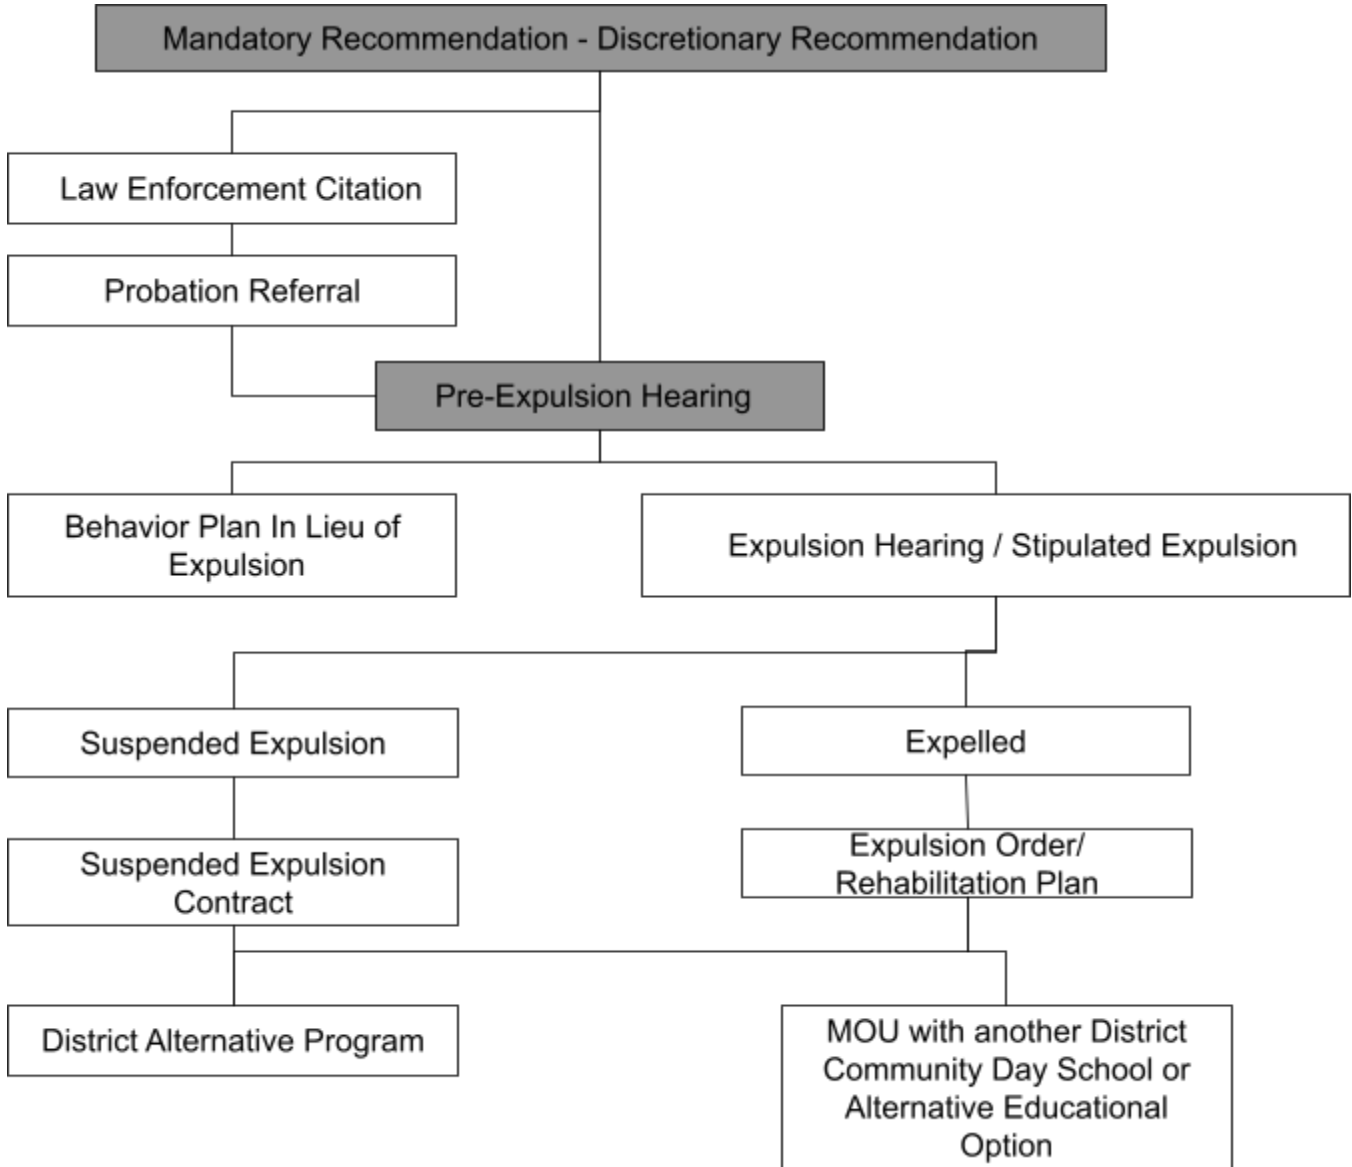 Mandatory Recommendation - Discretionary Recommendation
Law Enforcement Citation
Probation Referral
Pre-Expulsion Hearing
Behavior Plan In Lieu of
Expulsion
Expulsion Hearing / Stipulated Expulsion
Suspended Expulsion
Expelled
Suspended Expulsion
Contract
Expulsion Order/
Rehabilitation Plan
District Alternative Program
MOU with another District
Community Day School or
Alternative Educational
Option